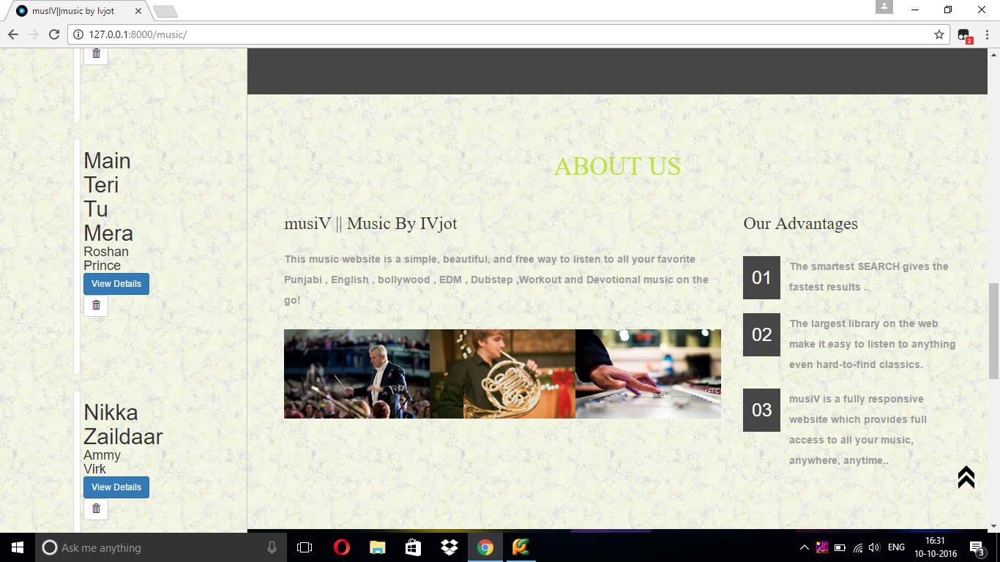 musIV||music by Ivjot
127.0.0.1:8000/music/
2
Main
Teri
Tu
Mera
Roshan
Prince
View Details
Nikka
Zaildaar
Ammy
Virk
View Details
ABOUT US
musiV || Music By IVjot
This music website is a simple, beautiful, and free way to listen to all your favorite
Punjabi , English , bollywood , EDM , Dubstep ,Workout and Devotional music on the
go!
Our Advantages
01
The smartest SEARCH gives the
fastest results .
02
The largest library on the web
make it easy to listen to anything
even hard-to-find classics.
03
musiV is a fully responsive
website which provides full
access to all your music,
anywhere, anytime..
Ask me anything
ENG
16:31
10-10-2016
3